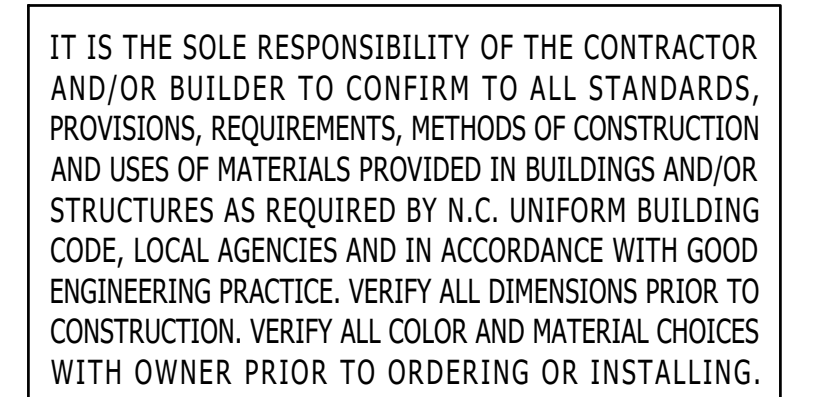 IT IS THE SOLE RESPONSIBILITY OF THE CONTRACTOR
AND/OR BUILDER TO CONFIRM TO ALL STANDARDS,
PROVISIONS, REQUIREMENTS, METHODS OF CONSTRUCTION
AND USES OF MATERIALS PROVIDED IN BUILDINGS AND/OR
STRUCTURES AS REQUIRED BY N.C. UNIFORM BUILDING
CODE, LOCAL AGENCIES AND IN ACCORDANCE WITH GOOD
ENGINEERING PRACTICE. VERIFY ALL DIMENSIONS PRIOR TO
CONSTRUCTION. VERIFY ALL COLOR AND MATERIAL CHOICES
WITH OWNER PRIOR TO ORDERING OR INSTALLING.